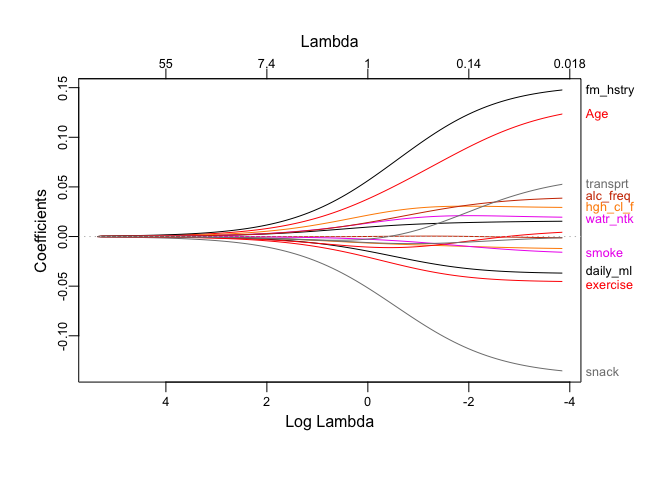 Lambda
55 7.4 1 0.14 0.018
0.15
0.10
0.05
0.00
-0.05
-0.10
Coefficients
fm_hstry
Age
transprt
alc_freq
hgh_cl_f
watr_ntk
smoke
daily_ml
exercise
snack
4 2 0 -2 -4
Log Lambda